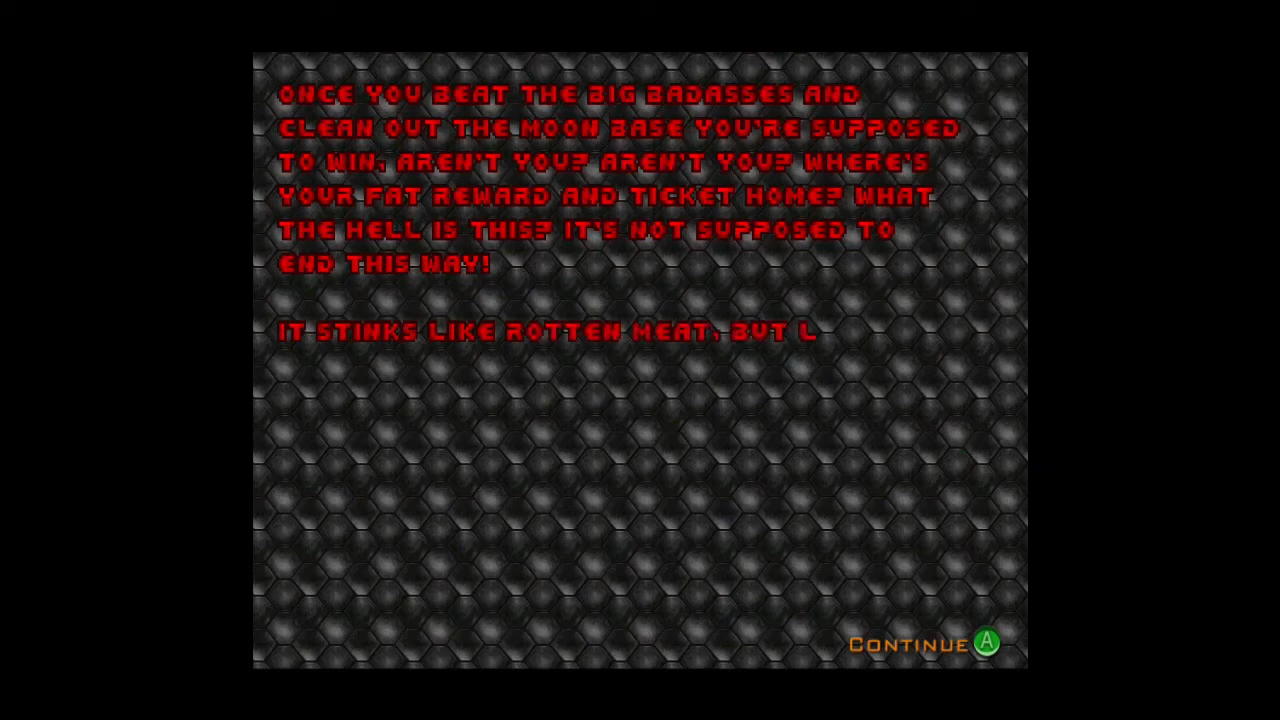 ONCE YOU BEAT THE BIG BADASSES AND
CLEAN OUT THE MOON BASE YOU'RE SUPPOSED
TO WIN, AREN'T YOU? AREN'T YOU? WHERE'S
YOUR FAT REWARD AND TICKET HOME? WHAT
THE HELL IS THIS? IT'S NOT SUPPOSED TO
END THIS WAY!
IT STINKS LIKE ROTTEN MEAT, BUT L
CONTINUE A